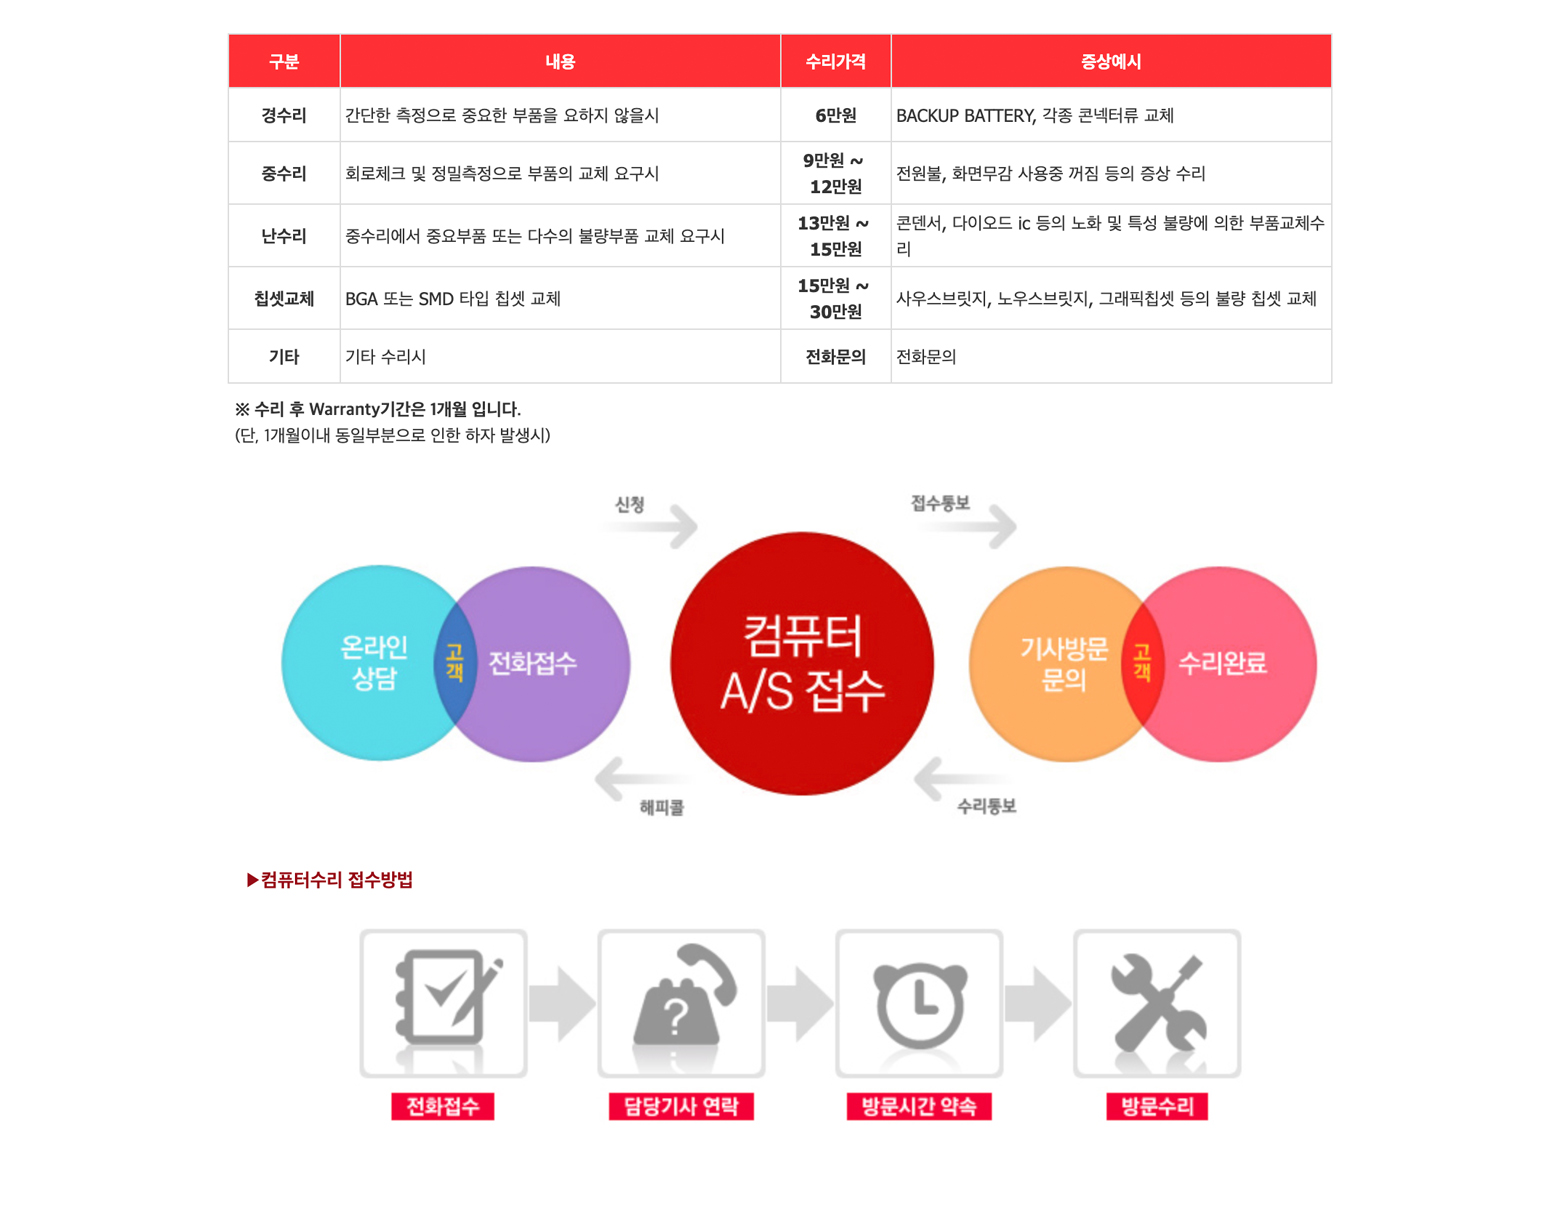 구분 내용 수리가격 증상예시
경수리 간단한 측정으로 중요한 부품을 요하지 않을시 6만원 BACKUP BATTERY, 각종 콘넥터류 교체
중수리 회로체크 및 정밀측정으로 부품의 교체 요구시 9만원 ~
12만원 전원불, 화면무감 사용중 꺼짐 등의 증상 수리
난수리 중수리에서 중요부품 또는 다수의 불량부품 교체 요구시 13만원 ~
15만원 콘덴서, 다이오드 ic 등의 노화 및 특성 불량에 의한 부품교체수
리
칩셋교체 BGA 또는 SMD 타입 칩셋 교체 15만원 ~
30만원 사우스브릿지, 노우스브릿지, 그래픽칩셋 등의 불량 칩셋 교체
기타 기타 수리시 전화문의 전화문의
※ 수리 후 Warranty기간은 1개월 입니다.
(단, 1개월이내 동일부분으로 인한 하자 발생시)
신청
접수통보
온라인
상담
고
객
전화접수
컴퓨터
A/S 접수
기사방문
문의
고
객
수리완료
해피콜
수리통보
▶컴퓨터수리 접수방법
?
전화접수
담당기사 연락
방문시간 약속
방문수리